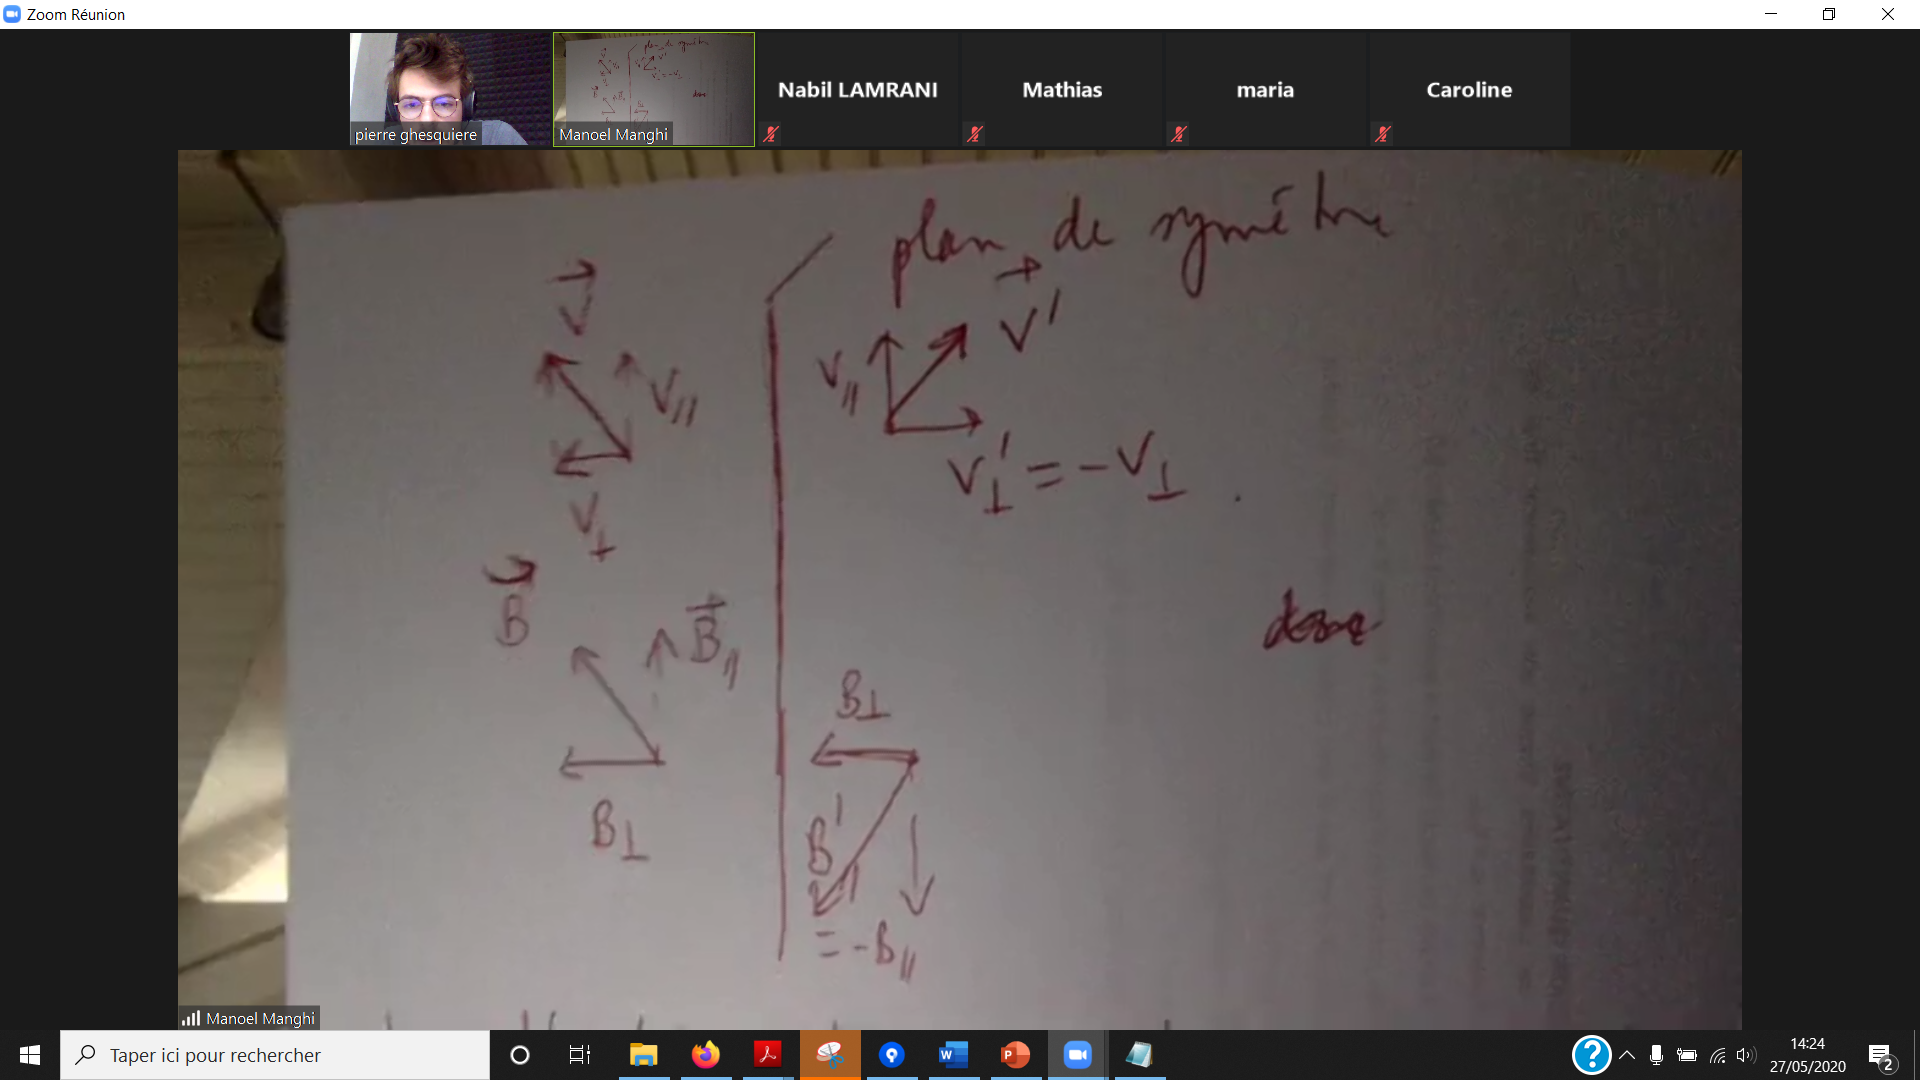 Zoom Réunion
pierre ghesquiere
Manoel Manghi
Nabil LAMRANI
Mathias
maria
Caroline
plan de symétrie
V
V//
V⊥
V//
V'
V'⊥ = -V⊥
B
B//
B⊥
B⊥
B'//
= -B//
Manoel Manghi
Taper ici pour rechercher
14:24
27/05/2020
2